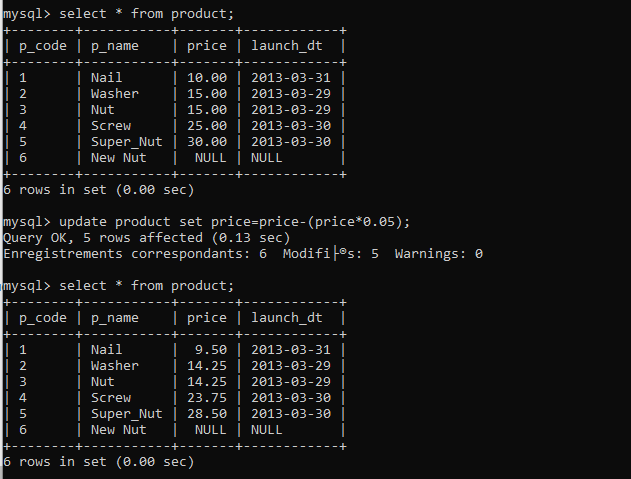 mysql> select * from product;
+--------+-----------+-------+------------+
| p_code | p_name    | price | launch_dt  |
+--------+-----------+-------+------------+
| 1      | Nail      | 10.00 | 2013-03-31 |
| 2      | Washer    | 15.00 | 2013-03-29 |
| 3      | Nut       | 15.00 | 2013-03-29 |
| 4      | Screw     | 25.00 | 2013-03-30 |
| 5      | Super_Nut | 30.00 | 2013-03-30 |
| 6      | New Nut   |  NULL | NULL       |
+--------+-----------+-------+------------+
6 rows in set (0.00 sec)
mysql> update product set price=price-(price*0.05);
Query OK, 5 rows affected (0.13 sec)
Enregistrements correspondants: 6  Modifi├®s: 5  Warnings: 0
mysql> select * from product;
+--------+-----------+-------+------------+
| p_code | p_name    | price | launch_dt  |
+--------+-----------+-------+------------+
| 1      | Nail      |  9.50 | 2013-03-31 |
| 2      | Washer    | 14.25 | 2013-03-29 |
| 3      | Nut       | 14.25 | 2013-03-29 |
| 4      | Screw     | 23.75 | 2013-03-30 |
| 5      | Super_Nut | 28.50 | 2013-03-30 |
| 6      | New Nut   |  NULL | NULL       |
+--------+-----------+-------+------------+
6 rows in set (0.00 sec)